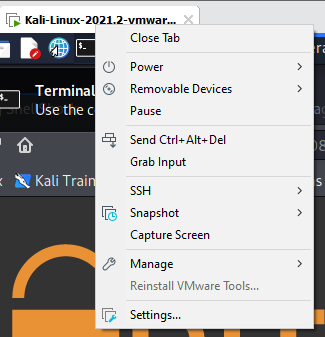 Kali-Linux-2021.2-vmwar...
Close Tab
Power
Removable Devices
Pause
Terminal
Use the co
Send Ctrl+Alt+Del
Grab Input
SSH
Kali Train
Snapshot
Capture Screen
Manage
Reinstall VMware Tools...
Settings...